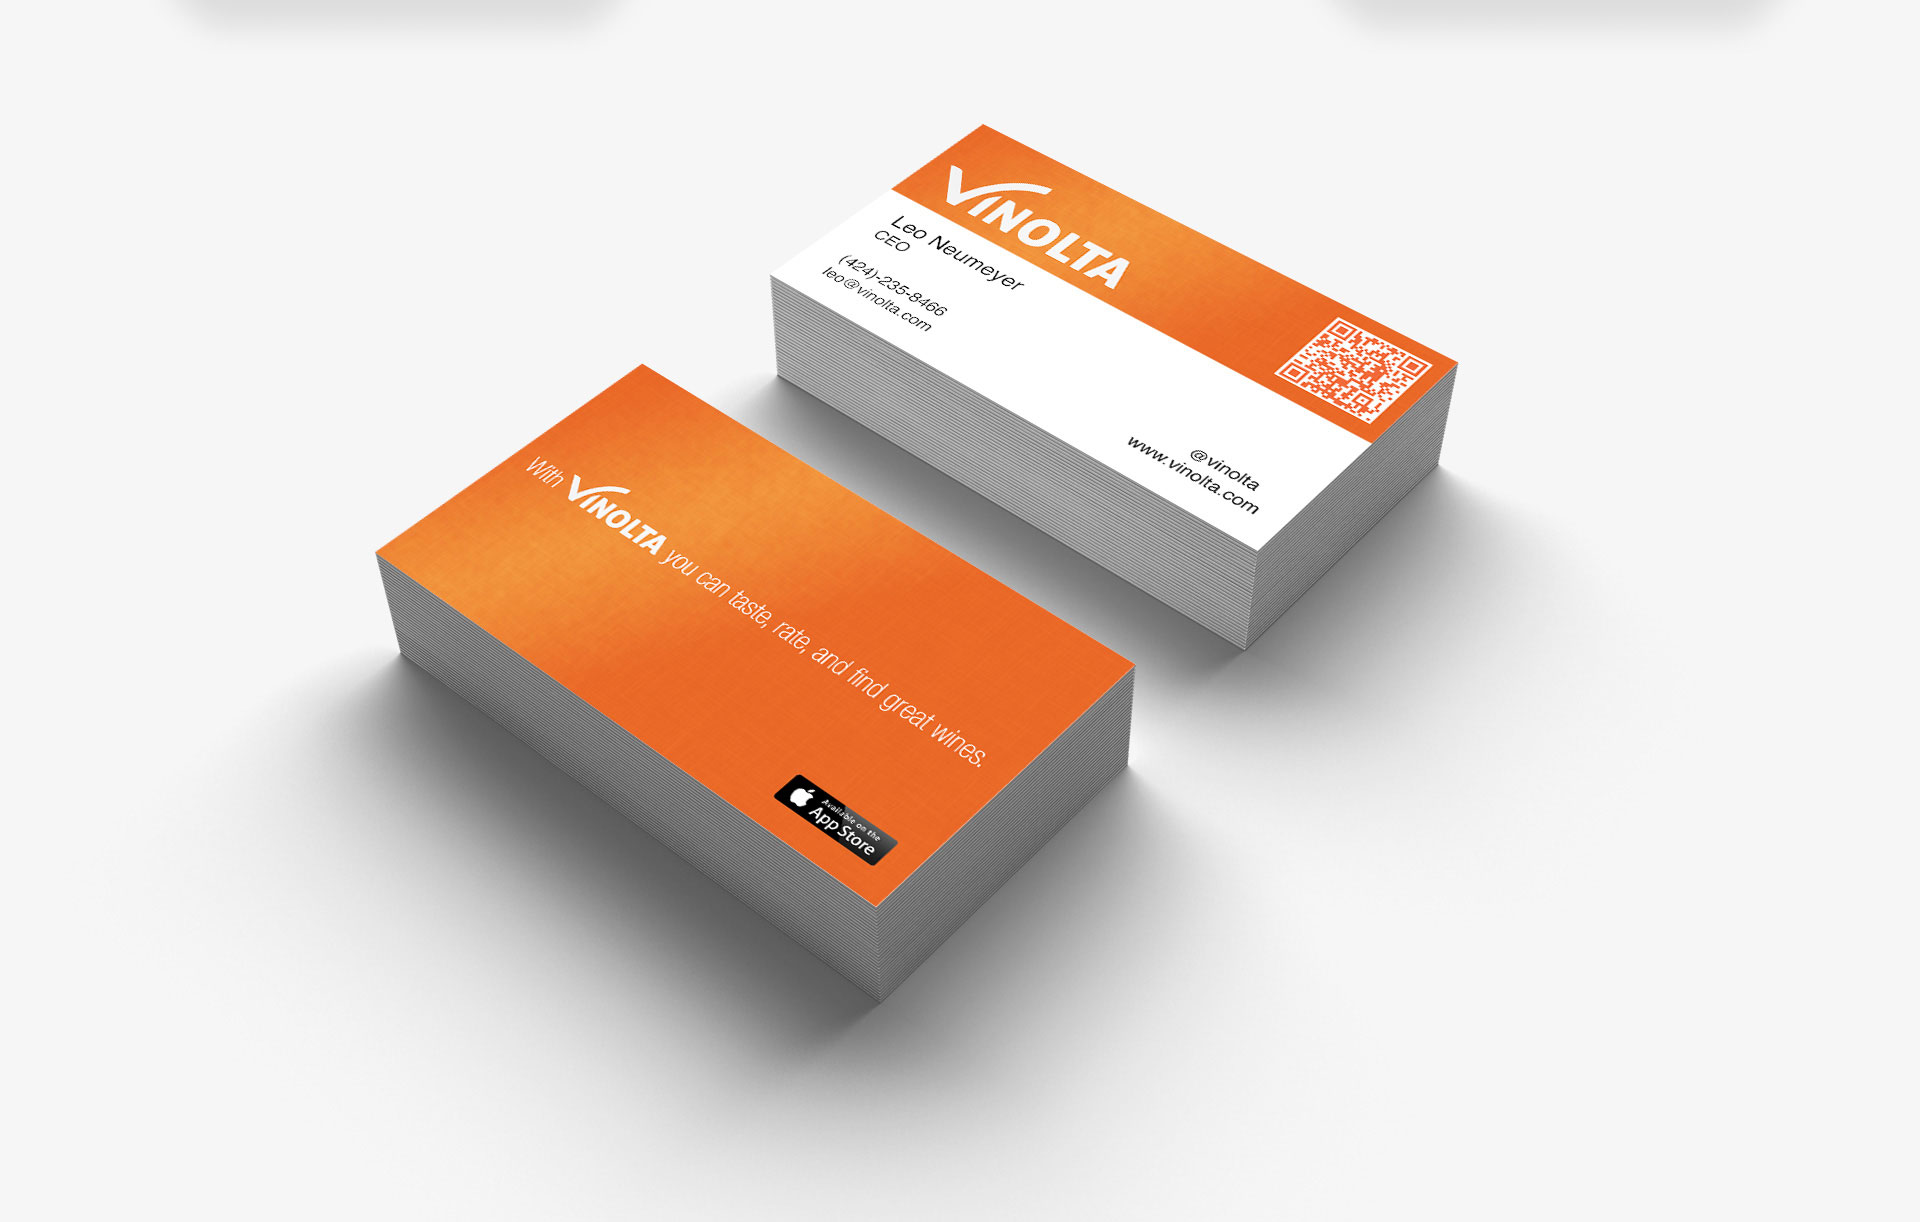 VINOLTA
Leo Neumeyer
CEO
(424)-235-8466
leo@vinolta.com
@vinolta
www.vinolta.com
With VINOLTA you can taste, rate, and find great wines.
Available on the
App Store